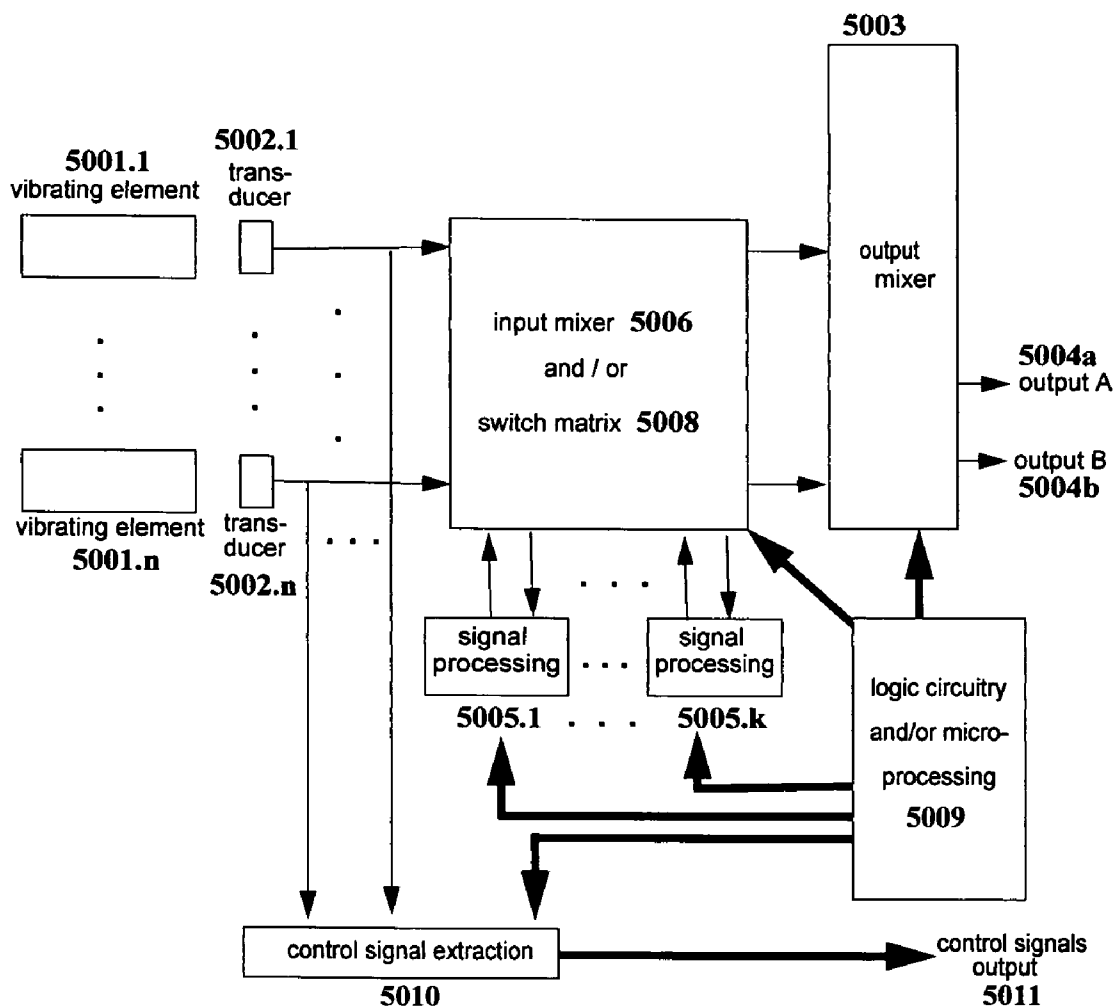 5003
5002.1
trans-
ducer
5001.1
vibrating element
output
mixer
input mixer 5006
and / or
switch matrix 5008
5004a
output A
output B
5004b
vibrating element
5001.n
trans-
ducer
5002.n
signal
processing
signal
processing
5005.1
5005.k
logic circuitry
and/or micro-
processing
5009
control signal extraction
5010
control signals
output
5011